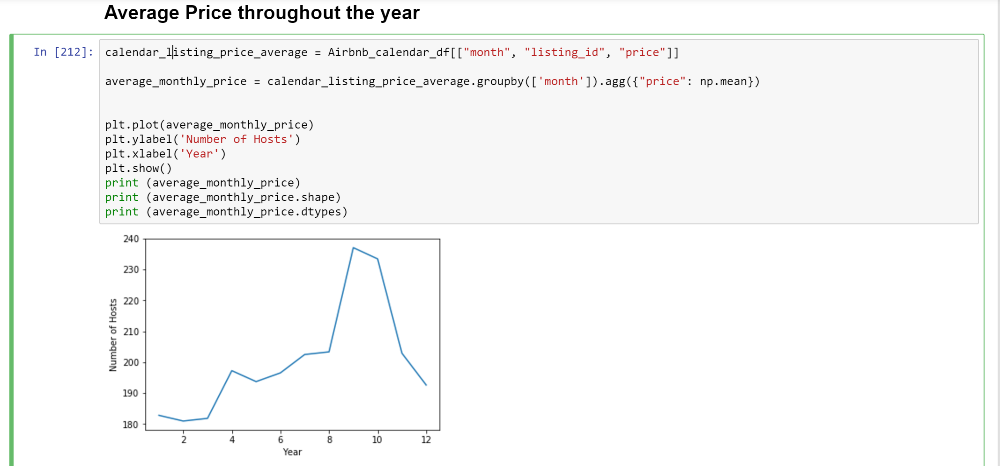 Average Price throughout the year
In [212]:
calendar_listing_price_average = Airbnb_calendar_df[["month", "listing_id", "price"]]
average_monthly_price = calendar_listing_price_average.groupby(['month']).agg({"price": np.mean})
plt.plot(average_monthly_price)
plt.ylabel('Number of Hosts')
plt.xlabel('Year')
plt.show()
print (average_monthly_price)
print (average_monthly_price.shape)
print (average_monthly_price.dtypes)
240
230
220
210
200
190
180
Number of Hosts
2 4 6 8 10 12
Year